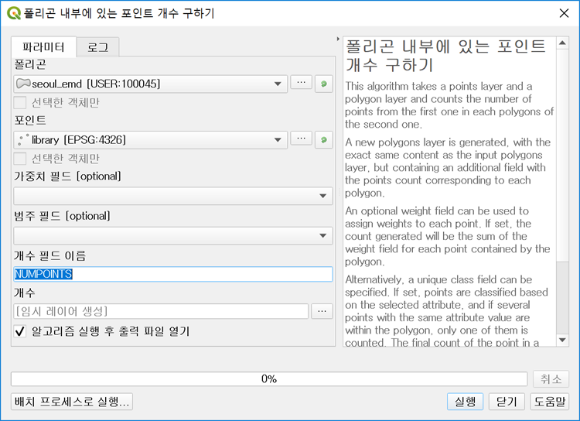 폴리곤 내부에 있는 포인트 개수 구하기
파라미터
로그
폴리곤
seoul_emd [USER:100045]
...
선택한 객체만
포인트
library [EPSG:4326]
...
선택한 객체만
가중치 필드 [optional]
범주 필드 [optional]
개수 필드 이름
NUMPOINTS
개수
[임시 레이어 생성]
...
알고리즘 실행 후 출력 파일 열기
폴리곤 내부에 있는 포인트
개수 구하기
This algorithm takes a points layer and a
polygon layer and counts the number of
points from the first one in each polygons of
the second one.
A new polygons layer is generated, with the
exact same content as the input polygons
layer, but containing an additional field with
the points count corresponding to each
polygon.
An optional weight field can be used to
assign weights to each point. If set, the
count generated will be the sum of the
weight field for each point contained by the
polygon.
Alternatively, a unique class field can be
specified. If set, points are classified based
on the selected attribute, and if several
points with the same attribute value are
within the polygon, only one of them is
counted. The final count of the point in a
0%
취소
배치 프로세스로 실행...
실행
닫기
도움말